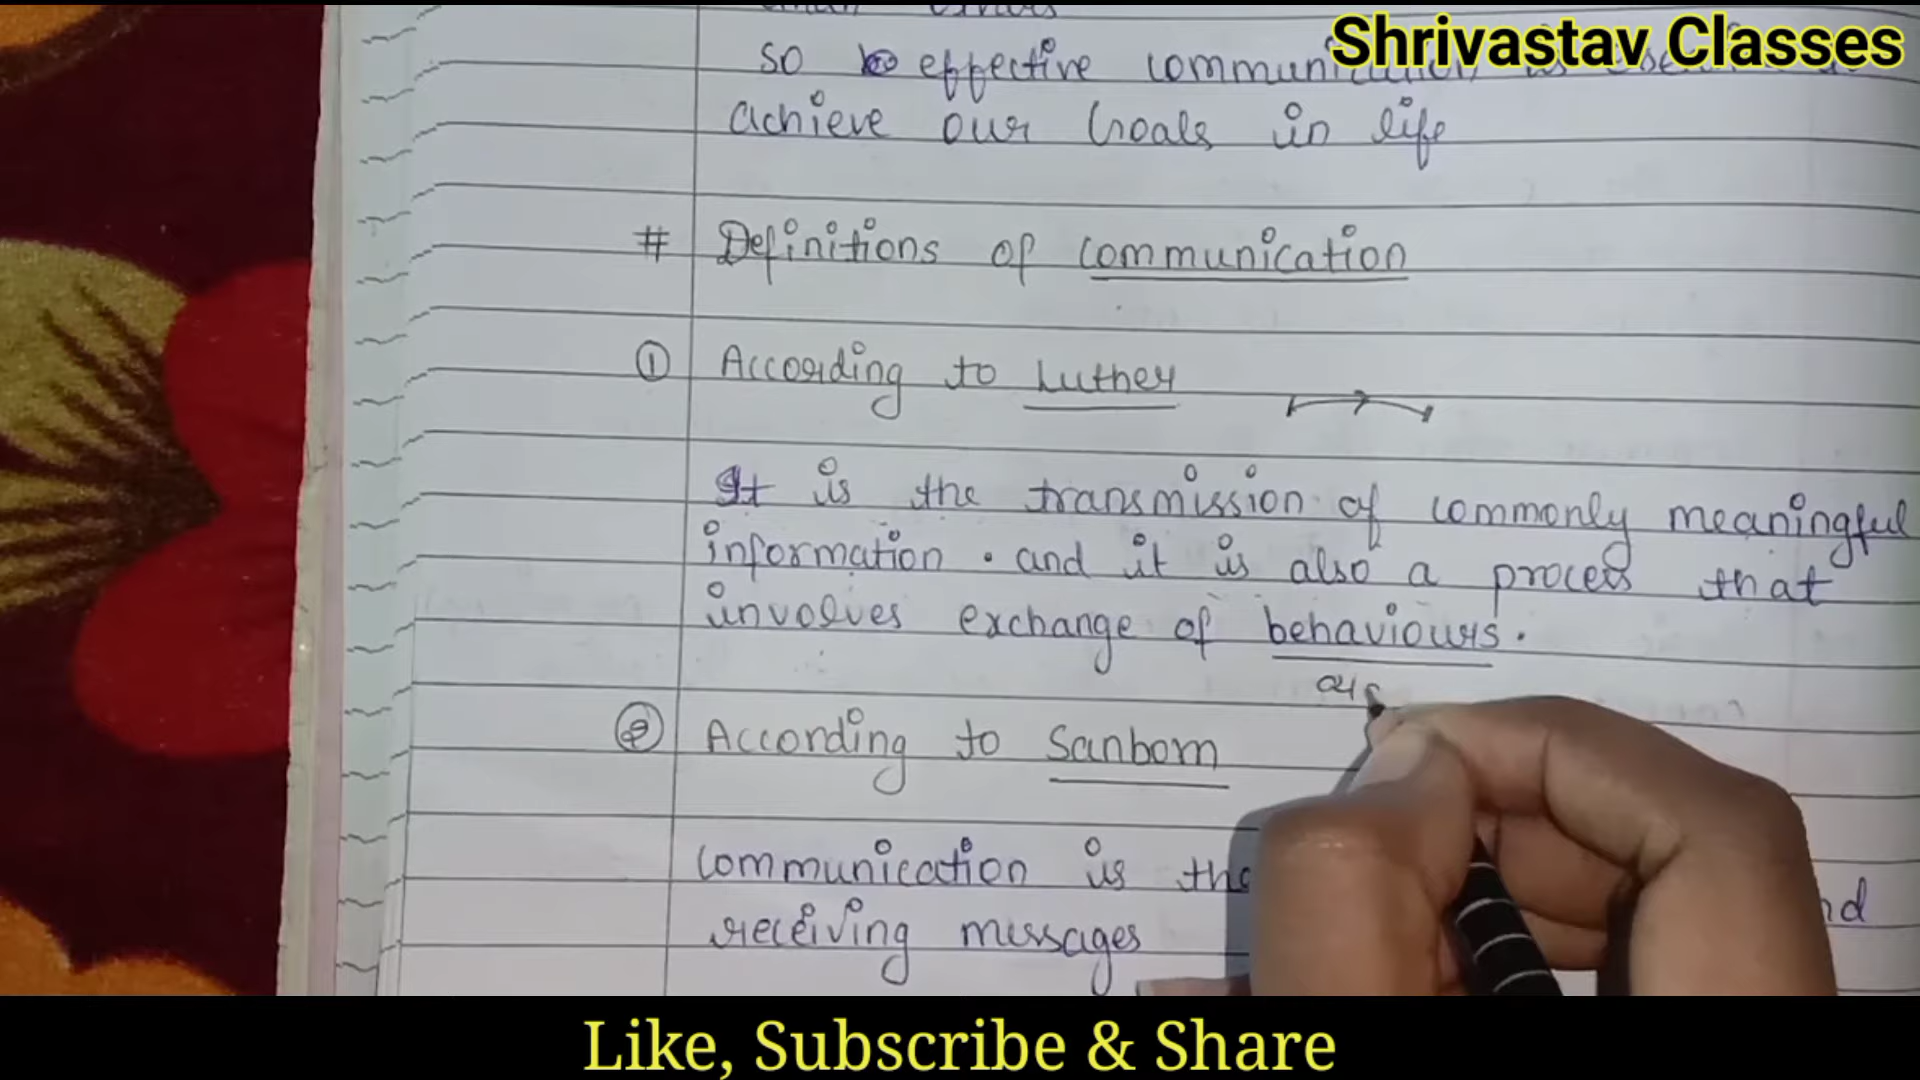 Shrivastav Classes
so effective
achieve our Goals in life
# Definitions of communication
① According to Luther
It is the transmission of commonly meaningful
information. and it is also a process that
involves exchange of behaviours.
② According to Sanborn
communication is the
receiving messages
Like, Subscribe & Share